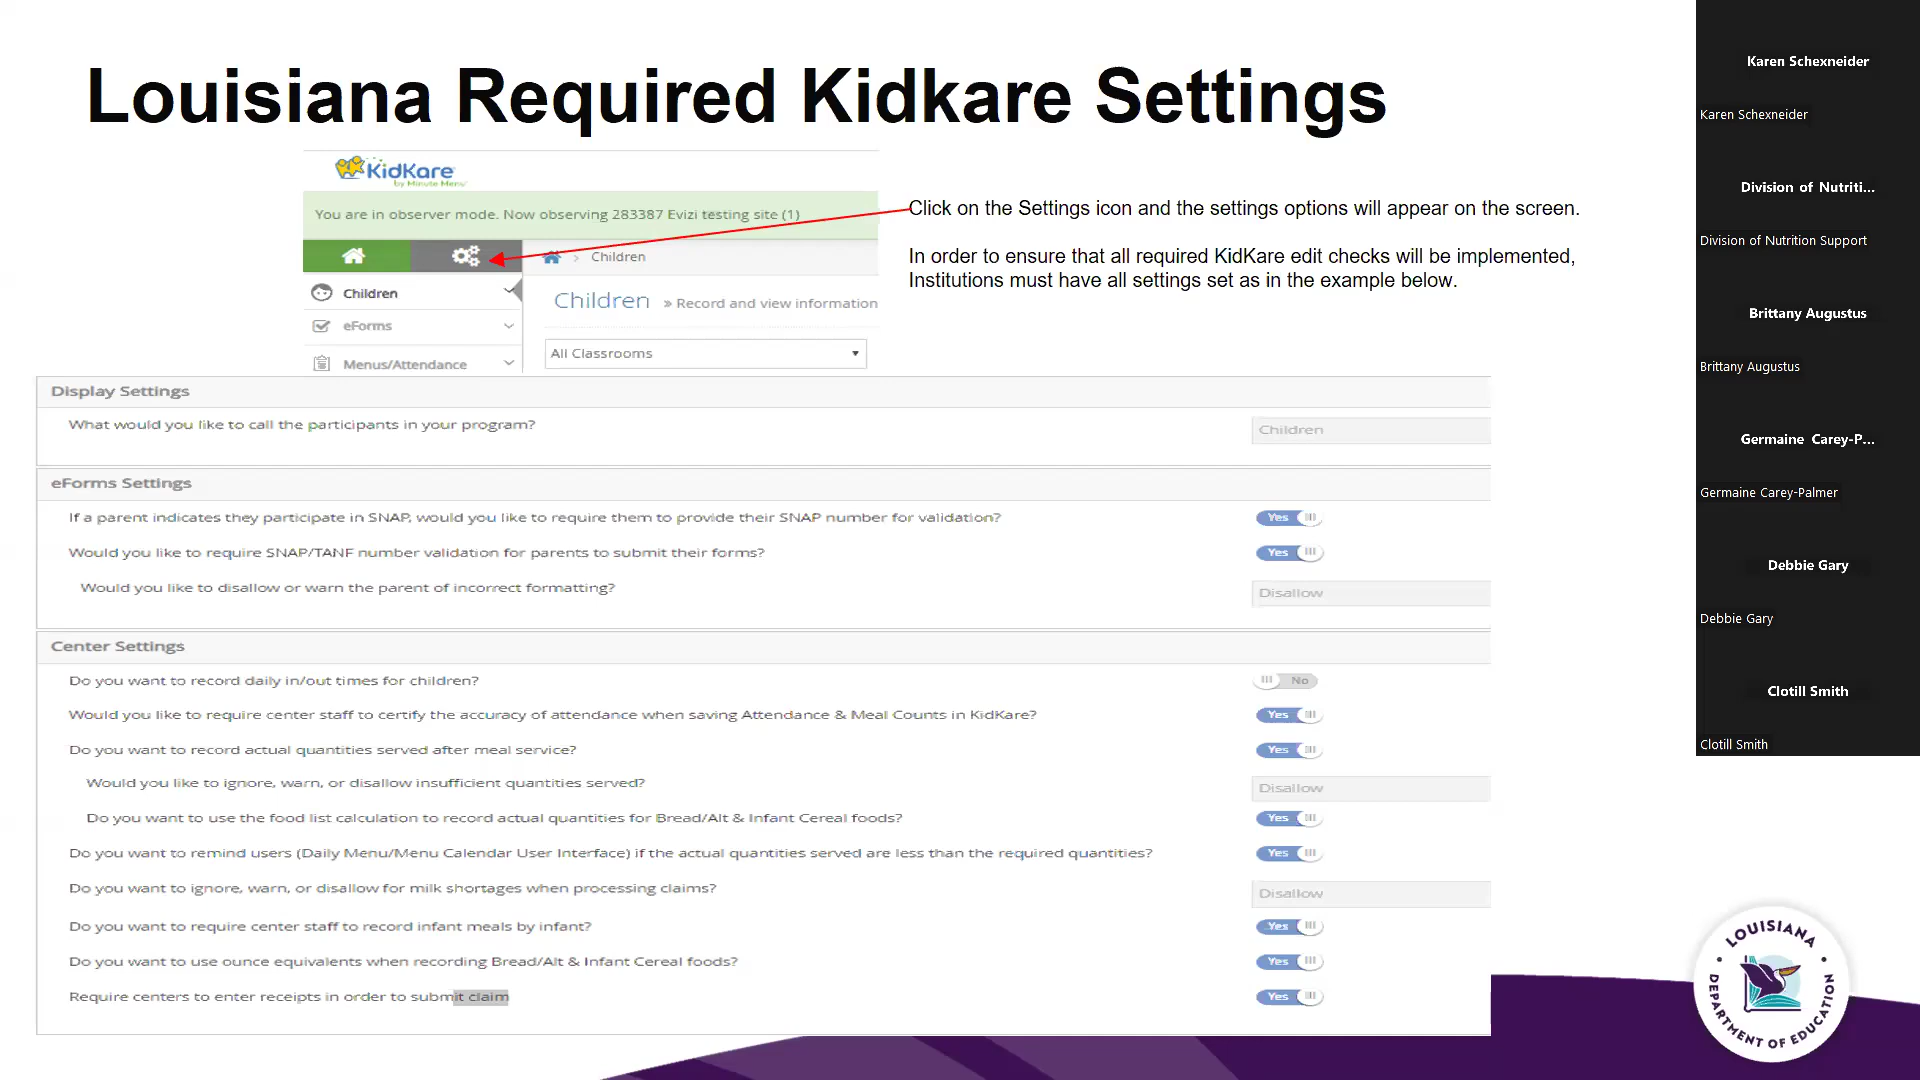 Louisiana Required Kidkare Settings
KidKare
by Minute Menu
You are in observer mode. Now observing 283387 Evizi testing site (1)
Children
Children
eForms
Menus/Attendance
Children » Record and view information
All Classrooms
Click on the Settings icon and the settings options will appear on the screen.
In order to ensure that all required KidKare edit checks will be implemented,
Institutions must have all settings set as in the example below.
Display Settings
What would you like to call the participants in your program? Children
eForms Settings
If a parent indicates they participate in SNAP, would you like to require them to provide their SNAP number for validation? Yes
Would you like to require SNAP/TANF number validation for parents to submit their forms? Yes
Would you like to disallow or warn the parent of incorrect formatting? Disallow
Center Settings
Do you want to record daily in/out times for children? No
Would you like to require center staff to certify the accuracy of attendance when saving Attendance & Meal Counts in KidKare? Yes
Do you want to record actual quantities served after meal service? Yes
Would you like to ignore, warn, or disallow insufficient quantities served? Disallow
Do you want to use the food list calculation to record actual quantities for Bread/Alt & Infant Cereal foods? Yes
Do you want to remind users (Daily Menu/Menu Calendar User Interface) if the actual quantities served are less than the required quantities? Yes
Do you want to ignore, warn, or disallow for milk shortages when processing claims? Disallow
Do you want to require center staff to record infant meals by infant? Yes
Do you want to use ounce equivalents when recording Bread/Alt & Infant Cereal foods? Yes
Require centers to enter receipts in order to submit claim Yes
Karen Schexneider
Karen Schexneider
Division of Nutriti...
Division of Nutrition Support
Brittany Augustus
Brittany Augustus
Germaine Carey-P...
Germaine Carey-Palmer
Debbie Gary
Debbie Gary
Clotill Smith
Clotill Smith
LOUISIANA
DEPARTMENT OF EDUCATION